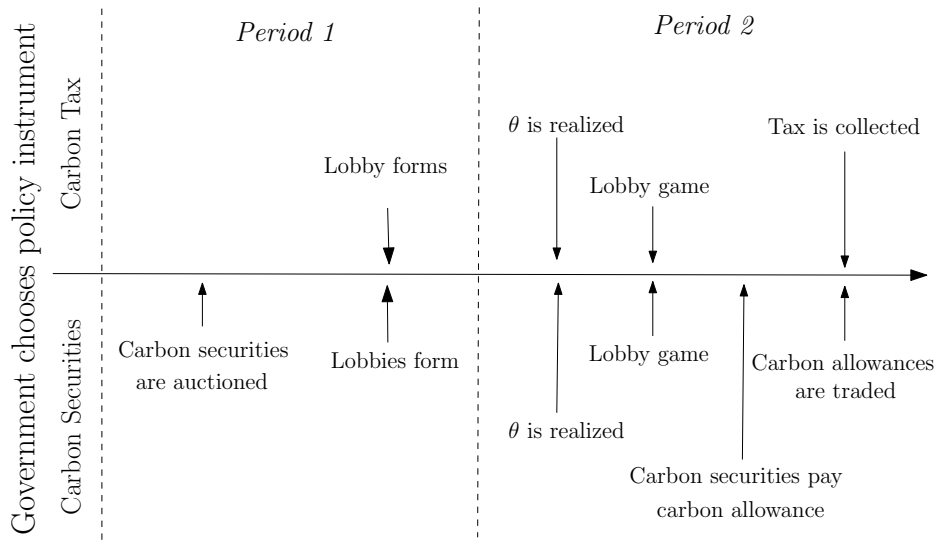 Government chooses policy instrument
Carbon Tax
Carbon Securities
Period 1
Period 2
Lobby forms
θ is realized
Lobby game
Tax is collected
Carbon securities
are auctioned
Lobbies form
θ is realized
Lobby game
Carbon securities pay
carbon allowance
Carbon allowances
are traded